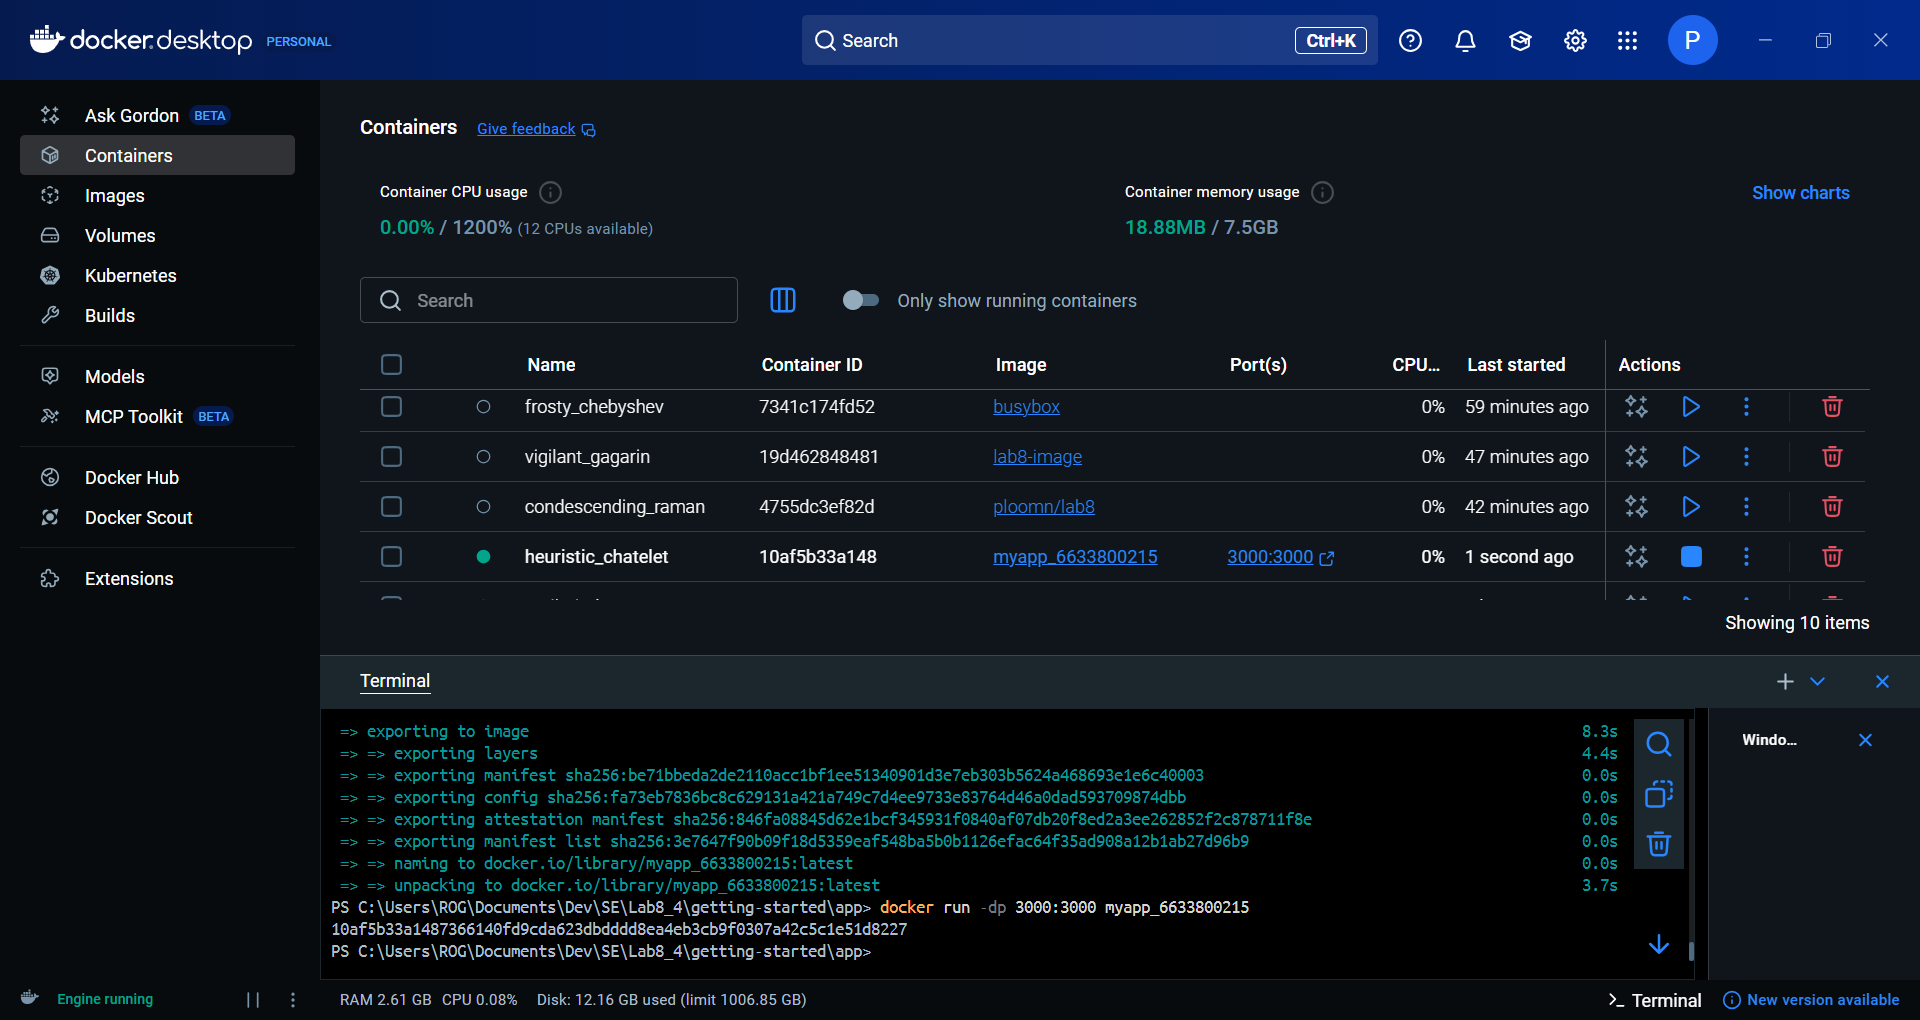 docker.desktop PERSONAL
Search Ctrl+K
P
Ask Gordon BETA
Containers
Images
Volumes
Kubernetes
Builds
Models
MCP Toolkit BETA
Docker Hub
Docker Scout
Extensions
Containers Give feedback
Container CPU usage
0.00% / 1200% (12 CPUs available)
Container memory usage
18.88MB / 7.5GB
Show charts
Search
Only show running containers
Name Container ID Image Port(s) CPU... Last started Actions
frosty_chebyshev 7341c174fd52 busybox 0% 59 minutes ago
vigilant_gagarin 19d462848481 lab8-image 0% 47 minutes ago
condescending_raman 4755dc3ef82d ploomn/lab8 0% 42 minutes ago
heuristic_chatelet 10af5b33a148 myapp_6633800215 3000:3000 0% 1 second ago
Showing 10 items
Terminal
=> exporting to image 8.3s
=> => exporting layers 4.4s
=> => exporting manifest sha256:be71bbeda2de2110acc1bf1ee51340901d3e7eb303b5624a468693e1e6c40003 0.0s
=> => exporting config sha256:fa73eb7836bc8c629131a421a749c7d4ee9733e83764d46a0dad593709874dbb 0.0s
=> => exporting attestation manifest sha256:846fa08845d62e1bcf345931f0840af07db20f8ed2a3ee262852f2c878711f8e 0.0s
=> => exporting manifest list sha256:3e7647f90b09f18d5359eaf548ba5b0b1126efac64f35ad908a12b1ab27d96b9 0.0s
=> => naming to docker.io/library/myapp_6633800215:latest 0.0s
=> => unpacking to docker.io/library/myapp_6633800215:latest 3.7s
PS C:\Users\ROG\Documents\Dev\SE\Lab8_4\getting-started\app> docker run -dp 3000:3000 myapp_6633800215
10af5b33a1487366140fd9cda623dbdddd8ea4eb3cb9f0307a42c5c1e51d8227
PS C:\Users\ROG\Documents\Dev\SE\Lab8_4\getting-started\app>
Windo...
Engine running
RAM 2.61 GB CPU 0.08% Disk: 12.16 GB used (limit 1006.85 GB)
>_ Terminal
New version available